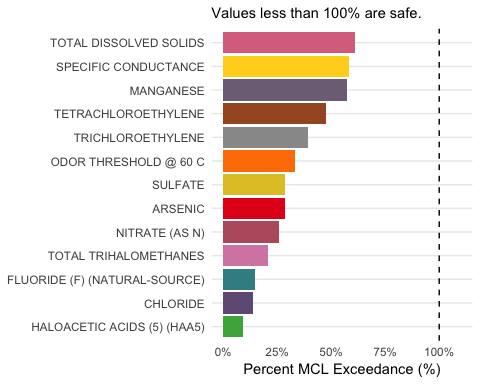 Values less than 100% are safe.
TOTAL DISSOLVED SOLIDS
SPECIFIC CONDUCTANCE
MANGANESE
TETRACHLOROETHYLENE
TRICHLOROETHYLENE
ODOR THRESHOLD @ 60 C
SULFATE
ARSENIC
NITRATE (AS N)
TOTAL TRIHALOMETHANES
FLUORIDE (F) (NATURAL-SOURCE)
CHLORIDE
HALOACETIC ACIDS (5) (HAA5)
0% 25% 50% 75% 100%
Percent MCL Exceedance (%)